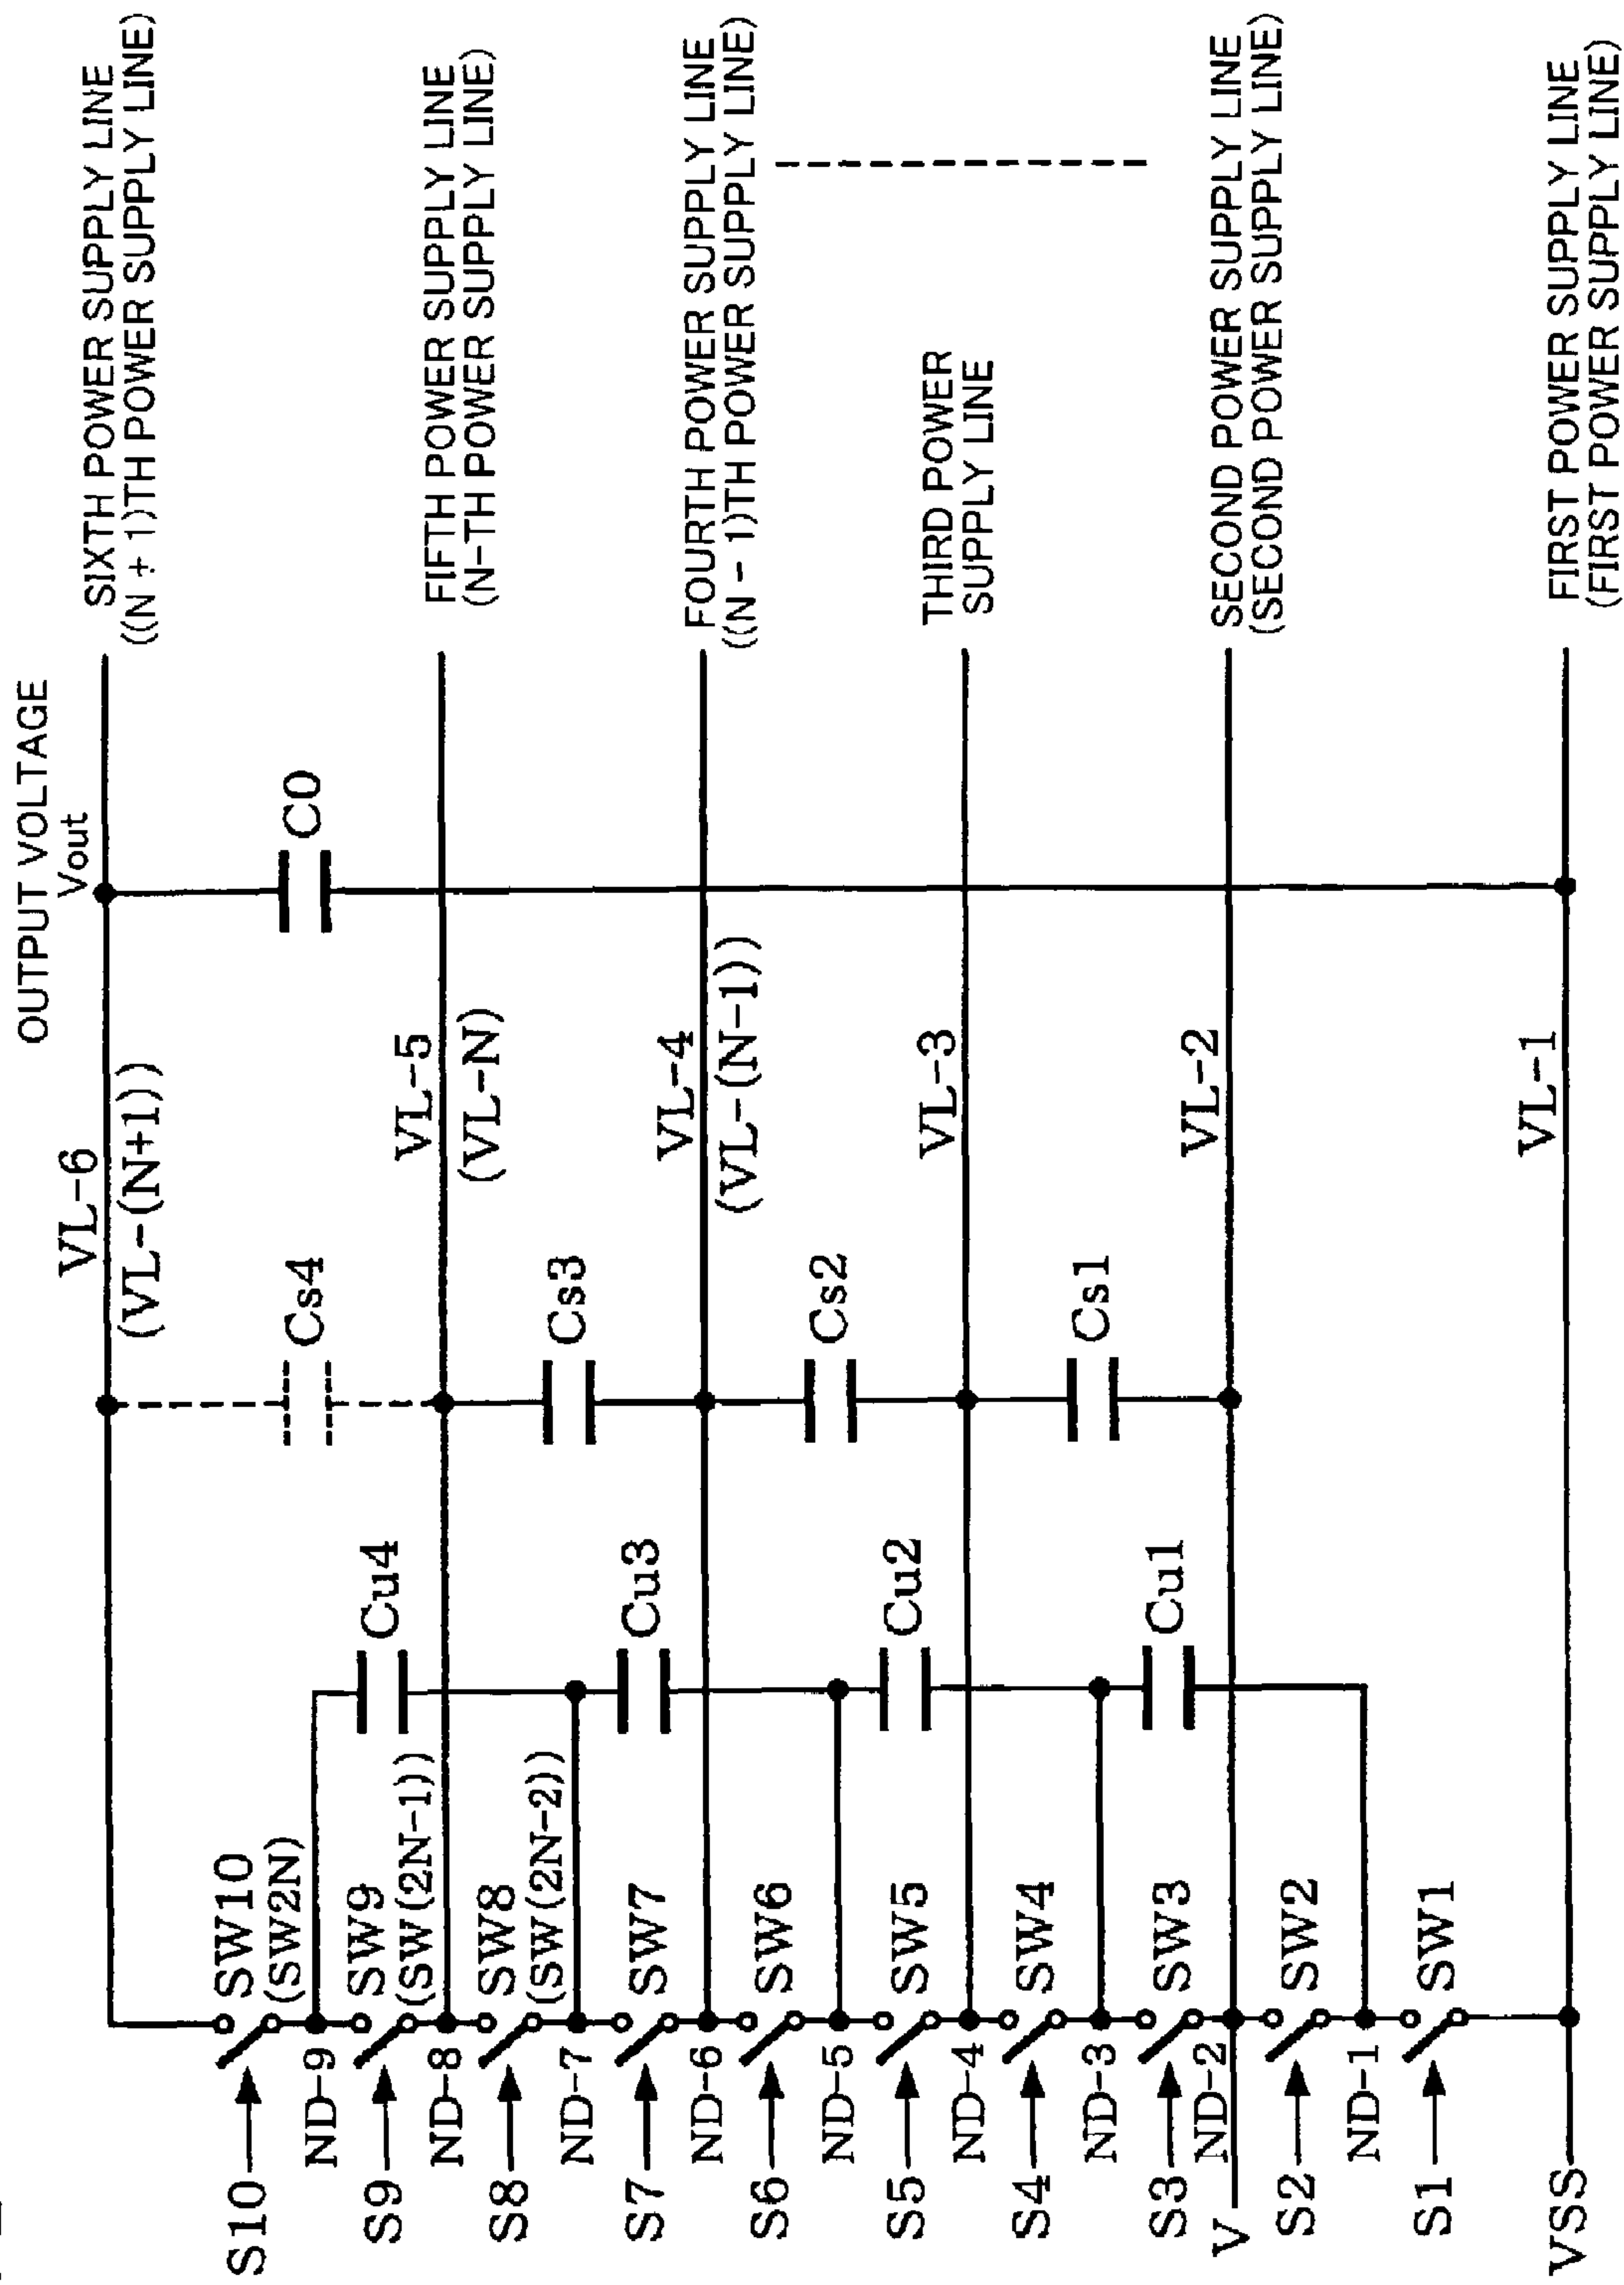 OUTPUT VOLTAGE
Vout
SIXTH POWER SUPPLY LINE
((N + 1)TH POWER SUPPLY LINE)
FIFTH POWER SUPPLY LINE
(N-TH POWER SUPPLY LINE)
FOURTH POWER SUPPLY LINE
((N - 1)TH POWER SUPPLY LINE)
THIRD POWER
SUPPLY LINE
SECOND POWER SUPPLY LINE
(SECOND POWER SUPPLY LINE)
FIRST POWER SUPPLY LINE
(FIRST POWER SUPPLY LINE)
VL-6
(VL-(N+1))
VL-5
(VL-N)
VL-4
(VL-(N-1))
VL-3
VL-2
VL-1
C0
Cs4
Cs3
Cs2
Cs1
Cu4
Cu3
Cu2
Cu1
SW10
(SW2N)
SW9
(SW(2N-1))
SW8
(SW(2N-2))
SW7
SW6
SW5
SW4
SW3
SW2
SW1
ND-9
ND-8
ND-7
ND-6
ND-5
ND-4
ND-3
ND-2
ND-1
S10
S9
S8
S7
S6
S5
S4
S3
V
S2
S1
VSS